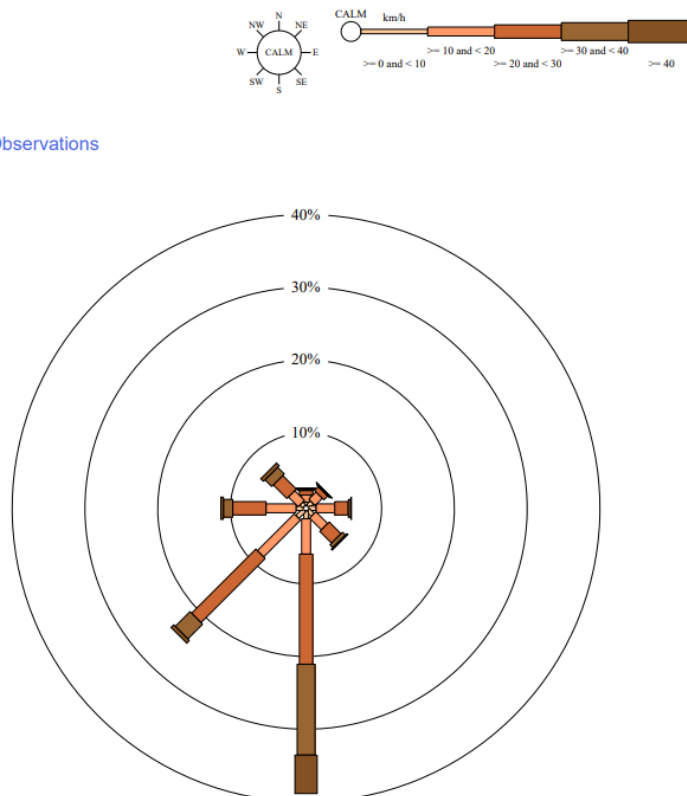 N
NW NE
W CALM E
SW SE
S
CALM km/h
>= 10 and < 20 >= 30 and < 40
>= 0 and < 10 >= 20 and < 30 >= 40
bservations
40%
30%
20%
10%